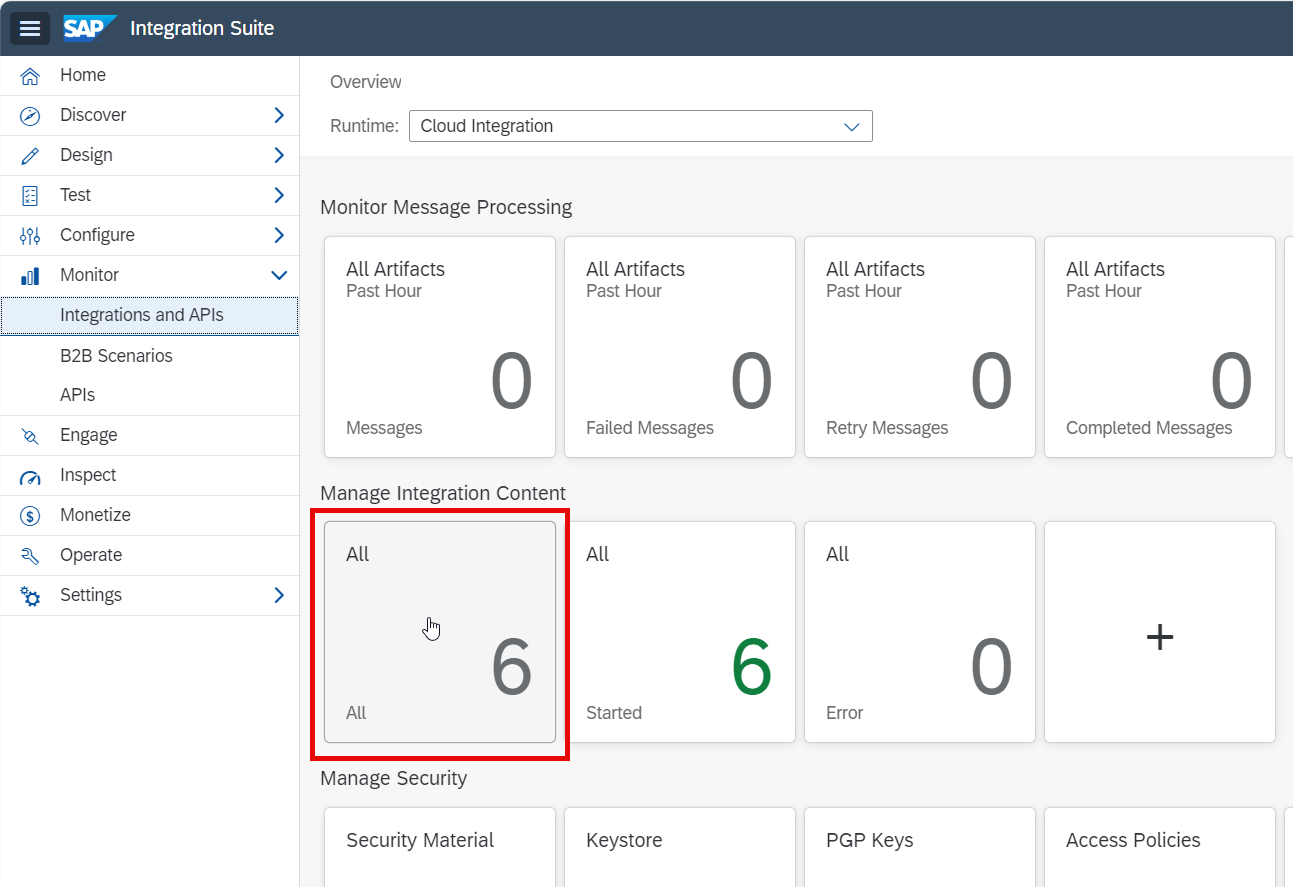 SAP Integration Suite
Home
Discover
Design
Test
Configure
Monitor
Integrations and APIs
B2B Scenarios
APIs
Engage
Inspect
Monetize
Operate
Settings
Overview
Runtime: Cloud Integration
Monitor Message Processing
All Artifacts
Past Hour
0
Messages
All Artifacts
Past Hour
0
Failed Messages
All Artifacts
Past Hour
0
Retry Messages
All Artifacts
Past Hour
0
Completed Messages
Manage Integration Content
All
6
All
All
6
Started
All
0
Error
+
Manage Security
Security Material
Keystore
PGP Keys
Access Policies